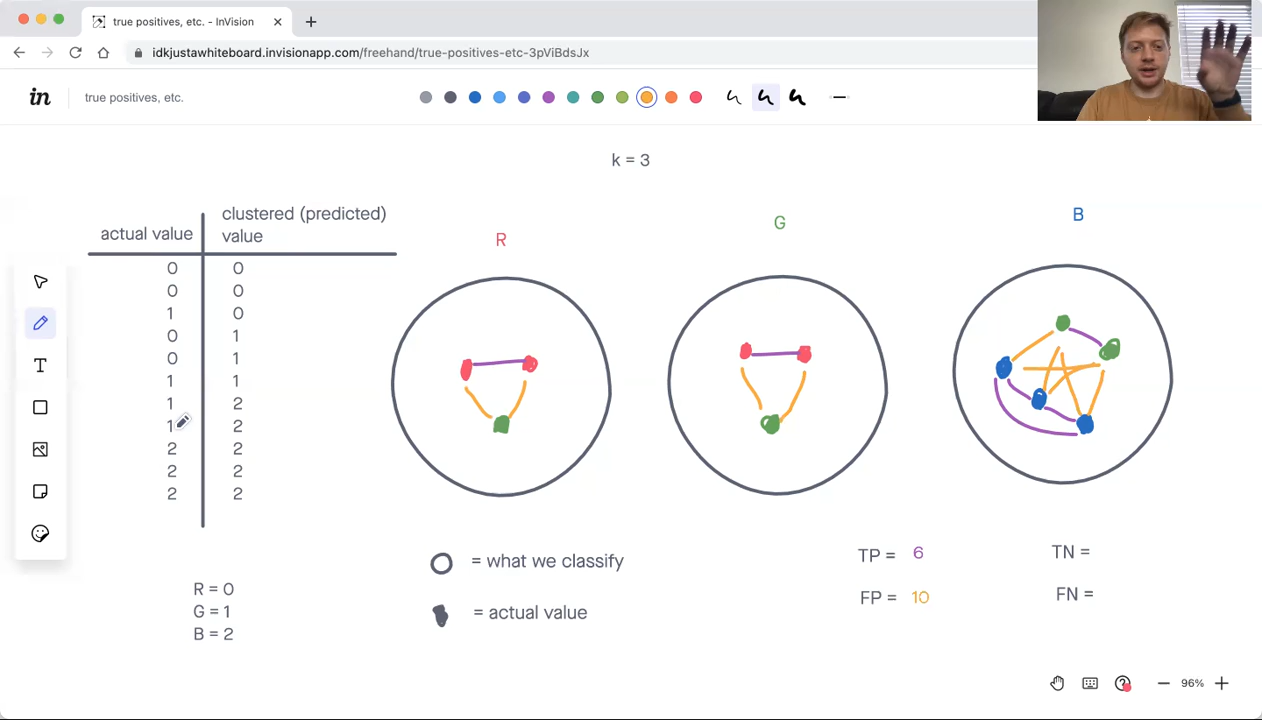 true positives, etc. - InVision
idkjustawhiteboard.invisionapp.com/freehand/true-positives-etc-3pViBdsJx
in
true positives, etc.
k = 3
actual value
clustered (predicted)
value
0 0
0 0
1 0
0 1
0 1
1 1
1 2
1 2
2 2
2 2
2 2
R = 0
G = 1
B = 2
R
G
B
= what we classify
= actual value
TP = 6
FP = 10
TN =
FN =
T
96%